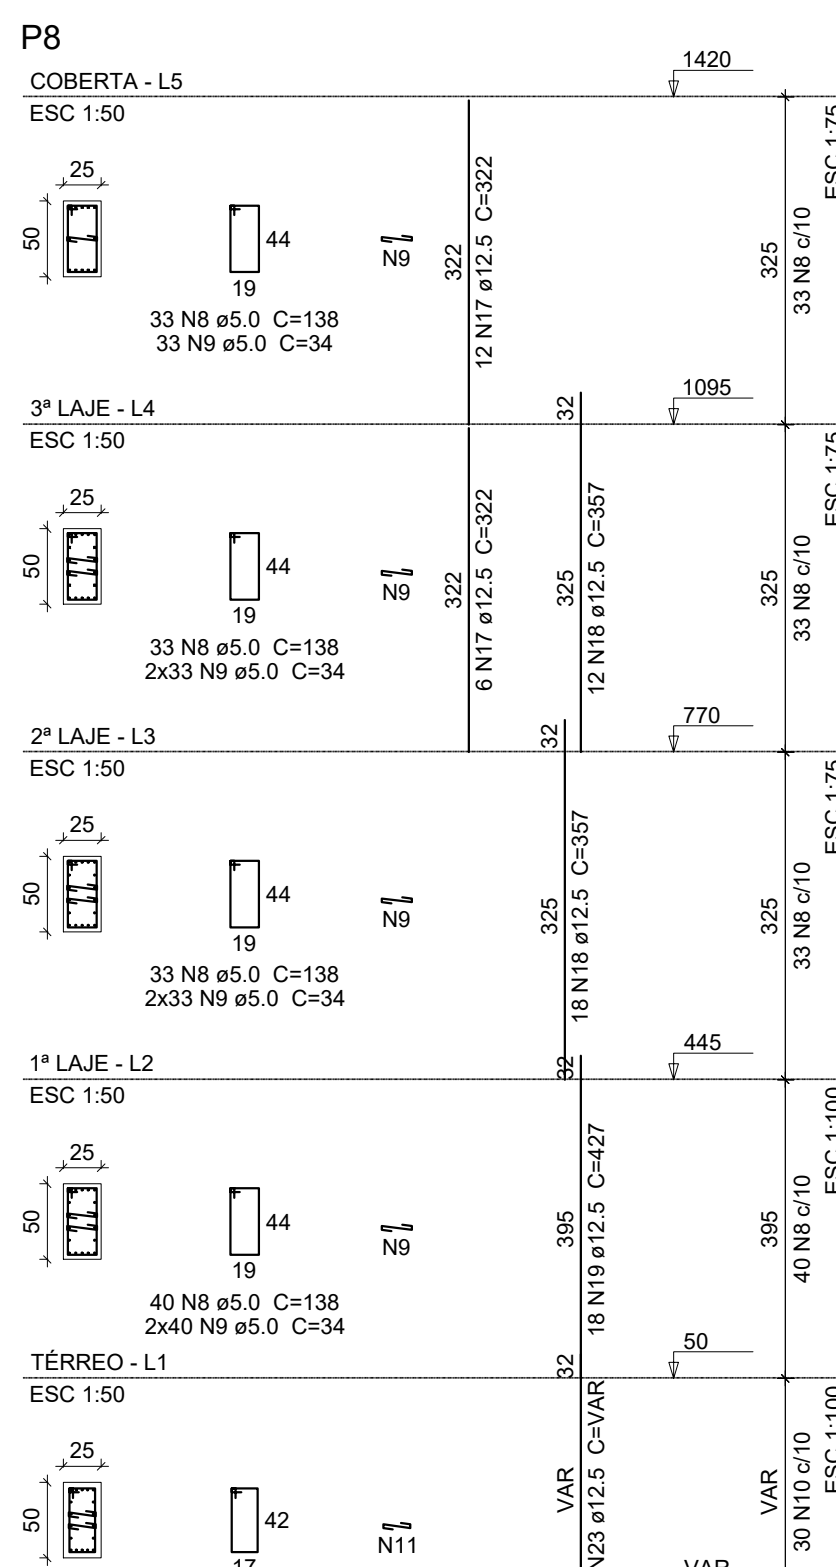 P8
COBERTA - L5
1420
ESC 1:50
ESC 1:75
25
50
44
19
N9
33 N8 ø5.0 C=138
33 N9 ø5.0 C=34
322
12 N17 ø12.5 C=322
325
33 N8 c/10
3ª LAJE - L4
32
1095
ESC 1:50
ESC 1:75
25
50
44
19
N9
33 N8 ø5.0 C=138
2x33 N9 ø5.0 C=34
322
6 N17 ø12.5 C=322
325
12 N18 ø12.5 C=357
325
33 N8 c/10
2ª LAJE - L3
32
770
ESC 1:50
ESC 1:75
25
50
44
19
N9
33 N8 ø5.0 C=138
2x33 N9 ø5.0 C=34
325
18 N18 ø12.5 C=357
325
33 N8 c/10
1ª LAJE - L2
32
445
ESC 1:50
ESC 1:100
25
50
44
19
N9
40 N8 ø5.0 C=138
2x40 N9 ø5.0 C=34
395
18 N19 ø12.5 C=427
395
40 N8 c/10
TÉRREO - L1
32
50
ESC 1:50
ESC 1:100
25
50
42
17
N11
VAR
N23 ø12.5 C=VAR
VAR
30 N10 c/10
VAR